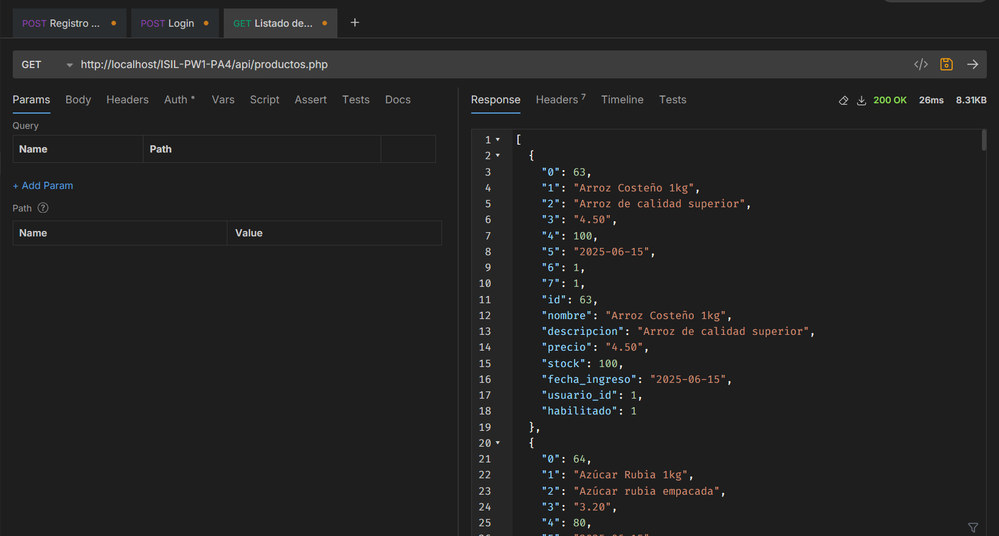 POST Registro ...
POST Login
GET Listado de...
+
GET
http://localhost/ISIL-PW1-PA4/api/productos.php
</>
Params Body Headers Auth Vars Script Assert Tests Docs
Query
Name Path
+ Add Param
Path ?
Name Value
Response Headers 7 Timeline Tests
200 OK 26ms 8.31KB
1 [
2 {
3 "0": 63,
4 "1": "Arroz Costeño 1kg",
5 "2": "Arroz de calidad superior",
6 "3": "4.50",
7 "4": 100,
8 "5": "2025-06-15",
9 "6": 1,
10 "7": 1,
11 "id": 63,
12 "nombre": "Arroz Costeño 1kg",
13 "descripcion": "Arroz de calidad superior",
14 "precio": "4.50",
15 "stock": 100,
16 "fecha_ingreso": "2025-06-15",
17 "usuario_id": 1,
18 "habilitado": 1
19 },
20 {
21 "0": 64,
22 "1": "Azúcar Rubia 1kg",
23 "2": "Azúcar rubia empacada",
24 "3": "3.20",
25 "4": 80,